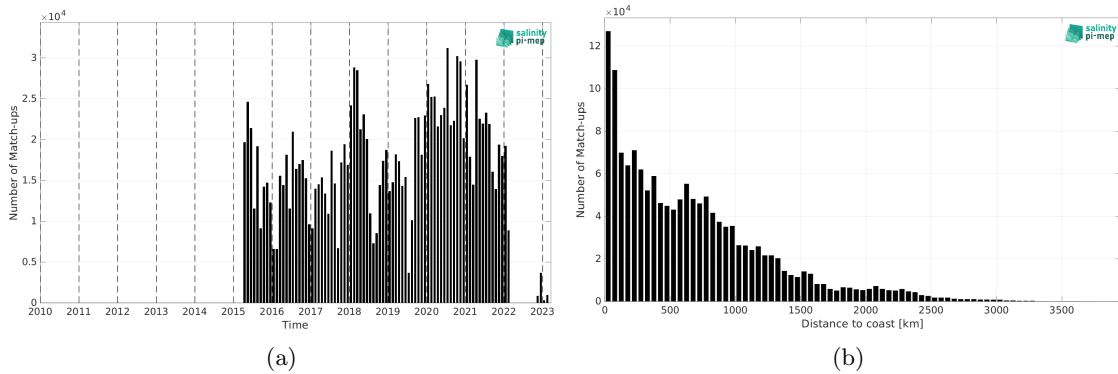 ×10⁴
salinity
pi-mep
Number of Match-ups
3
2.5
2
1.5
1
0.5
0
2010 2011 2012 2013 2014 2015 2016 2017 2018 2019 2020 2021 2022 2023
Time
(a)
×10⁴
salinity
pi-mep
Number of Match-ups
12
10
8
6
4
2
0
0 500 1000 1500 2000 2500 3000 3500
Distance to coast [km]
(b)